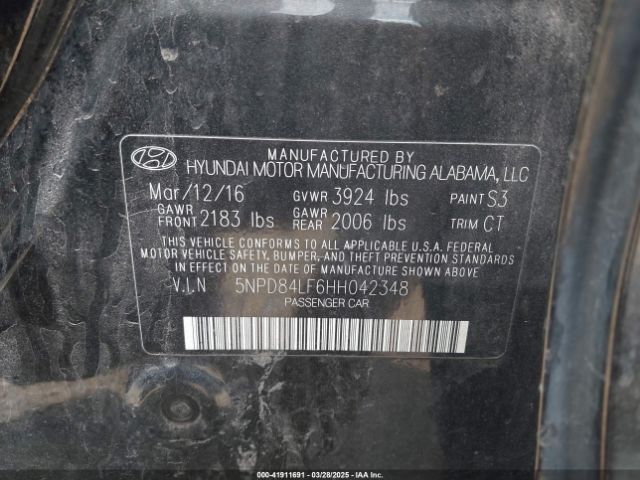 MANUFACTURED BY
HYUNDAI MOTOR MANUFACTURING ALABAMA, LLC
Mar/12/16 GVWR 3924 lbs PAINT S3
GAWR FRONT 2183 lbs GAWR REAR 2006 lbs TRIM CT
THIS VEHICLE CONFORMS TO ALL APPLICABLE U.S.A. FEDERAL
MOTOR VEHICLE SAFETY, BUMPER, AND THEFT PREVENTION STANDARDS
IN EFFECT ON THE DATE OF MANUFACTURE SHOWN ABOVE.
V.I.N 5NPD84LF6HH042348
PASSENGER CAR
000-41911691 - 03/28/2025 - IAAI.COM